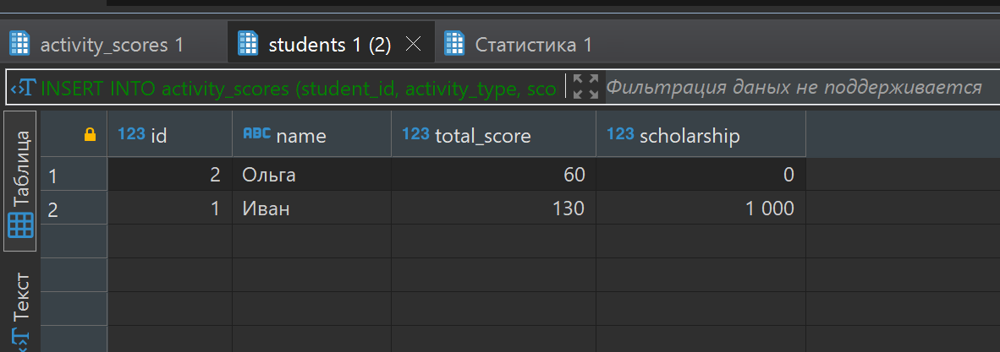 activity_scores 1 students 1 (2) Статистика 1
INSERT INTO activity_scores (student_id, activity_type, sco Фильтрация даных не поддерживается
Таблица
Текст
123 id ABC name 123 total_score 123 scholarship
1 2 Ольга 60 0
2 1 Иван 130 1 000